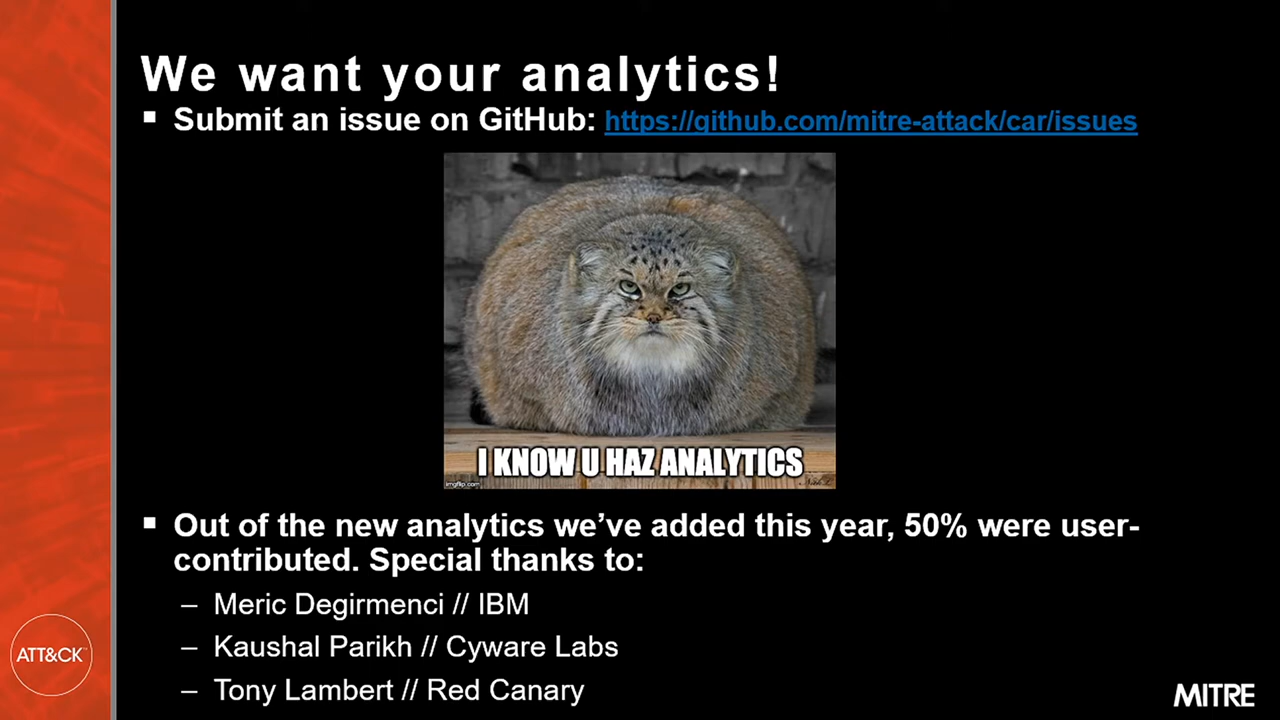 We want your analytics!
▪ Submit an issue on GitHub: https://github.com/mitre-attack/car/issues
I KNOW U HAZ ANALYTICS
imgflip.com
▪ Out of the new analytics we’ve added this year, 50% were user-
contributed. Special thanks to:
– Meric Degirmenci // IBM
– Kaushal Parikh // Cyware Labs
– Tony Lambert // Red Canary
ATT&CK™
MITRE